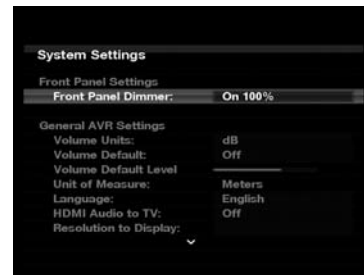 System Settings
Front Panel Settings
Front Panel Dimmer: On 100%
General AVR Settings
Volume Units: dB
Volume Default: Off
Volume Default Level
Unit of Measure: Meters
Language: English
HDMI Audio to TV: Off
Resolution to Display: